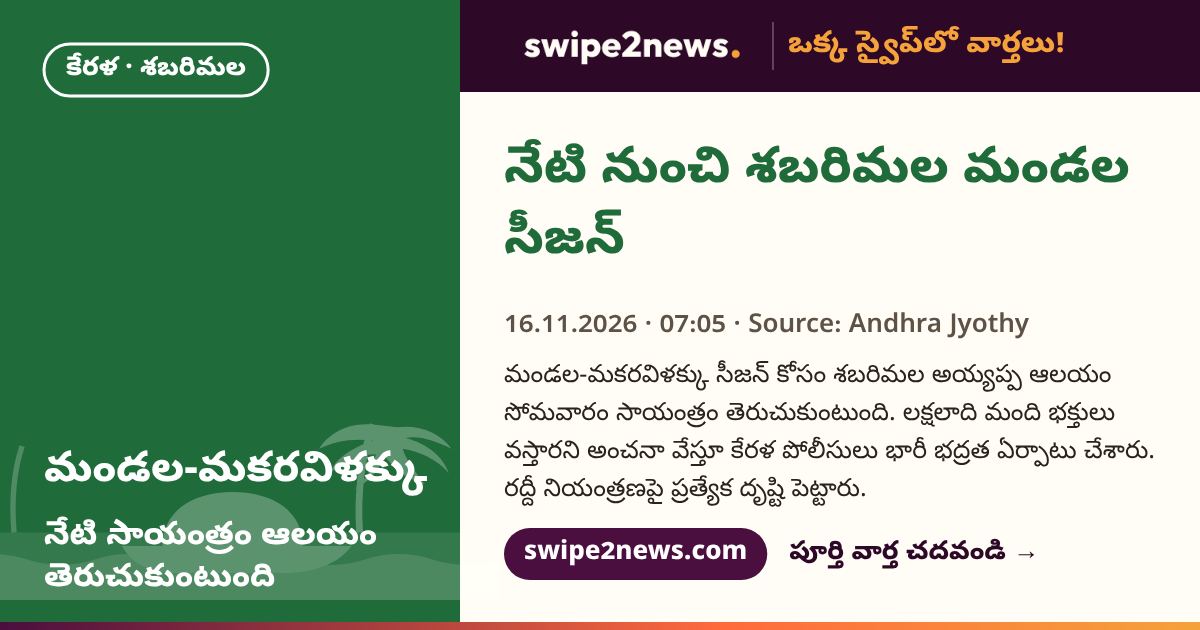 కేరళ · శబరిమల
మండల-మకరవిళక్కు
నేటి సాయంత్రం ఆలయం
తెరుచుకుంటుంది
swipe2news.
ఒక్క స్వైప్‌లో వార్తలు!
నేటి నుంచి శబరిమల మండల
సీజన్
16.11.2026 · 07:05 · Source: Andhra Jyothy
మండల-మకరవిళక్కు సీజన్ కోసం శబరిమల అయ్యప్ప ఆలయం
సోమవారం సాయంత్రం తెరుచుకుంటుంది. లక్షలాది మంది భక్తులు
వస్తారని అంచనా వేస్తూ కేరళ పోలీసులు భారీ భద్రత ఏర్పాటు చేశారు.
రద్దీ నియంత్రణపై ప్రత్యేక దృష్టి పెట్టారు.
swipe2news.com
పూర్తి వార్త చదవండి →